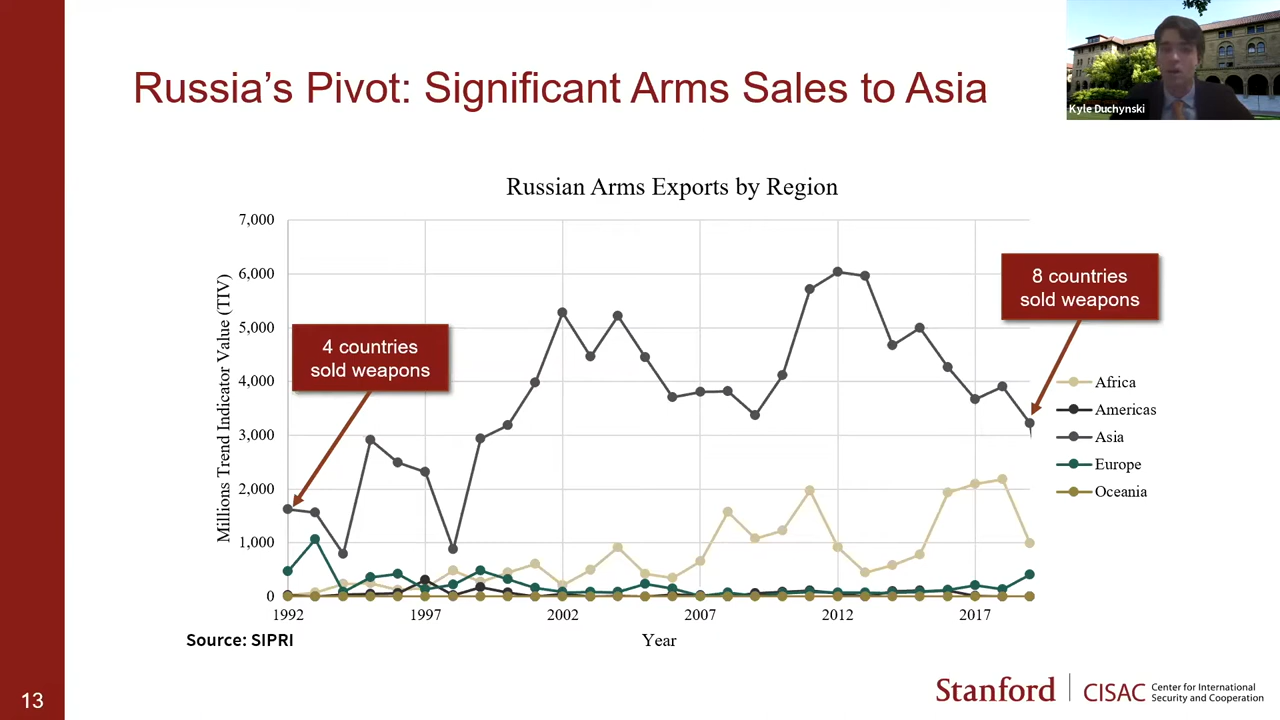 Russia's Pivot: Significant Arms Sales to Asia
Kyle Duchynski
Russian Arms Exports by Region
Millions Trend Indicator Value (TIV)
7,000
6,000
5,000
4,000
3,000
2,000
1,000
0
4 countries
sold weapons
8 countries
sold weapons
Africa
Americas
Asia
Europe
Oceania
1992
1997
2002
2007
2012
2017
Year
Source: SIPRI
13
Stanford
CISAC
Center for International
Security and Cooperation